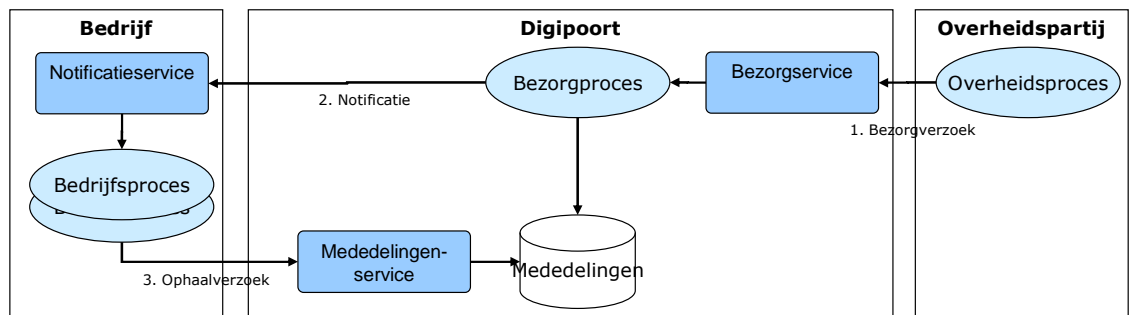 Bedrijf
Digipoort
Overheidspartij
Notificatieservice
Bezorgproces
Bezorgservice
Overheidsproces
2. Notificatie
1. Bezorgverzoek
Bedrijfsproces
Mededelingen-
service
Mededelingen
3. Ophaalverzoek